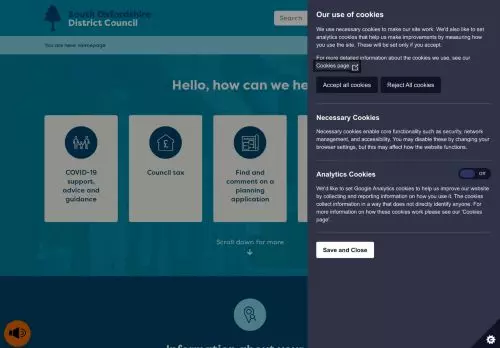 South Oxfordshire
District Council
Search
You are here: Homepage
Hello, how can we he
COVID-19
support,
advice and
guidance
Council tax
Find and
comment on a
planning
application
Scroll down for more
Information about your
Our use of cookies
We use necessary cookies to make our site work. We'd also like to set
analytics cookies that help us make improvements by measuring how
you use the site. These will be set only if you accept.
For more detailed information about the cookies we use, see our
Cookies page
Accept all cookies
Reject All cookies
Necessary Cookies
Necessary cookies enable core functionality such as security, network
management, and accessibility. You may disable these by changing your
browser settings, but this may affect how the website functions.
Analytics Cookies
Off
We'd like to set Google Analytics cookies to help us improve our website
by collecting and reporting information on how you use it. The cookies
collect information in a way that does not directly identify anyone. For
more information on how these cookies work please see our 'Cookies
page'.
Save and Close